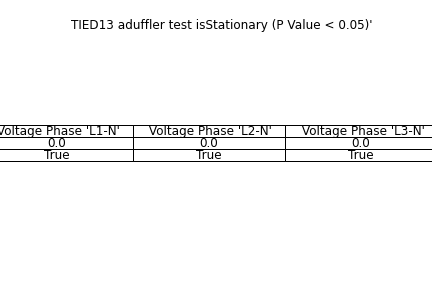 TIED13 aduffler test isStationary (P Value < 0.05)'
Voltage Phase 'L1-N' Voltage Phase 'L2-N' Voltage Phase 'L3-N'
0.0 0.0 0.0
True True True